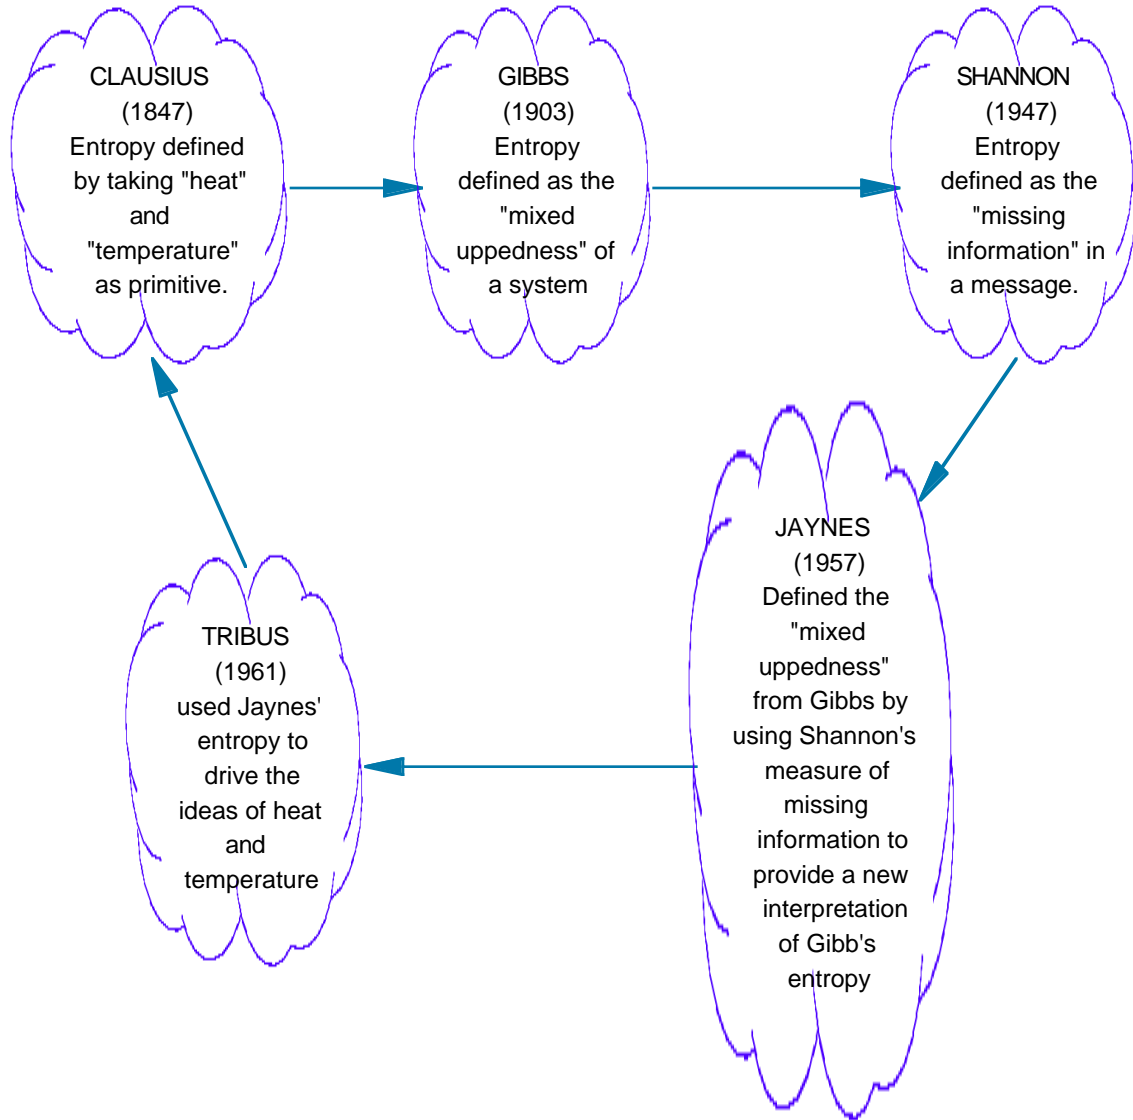 CLAUSIUS
(1847)
Entropy defined
by taking "heat"
and
"temperature"
as primitive.
GIBBS
(1903)
Entropy
defined as the
"mixed
uppedness" of
a system
SHANNON
(1947)
Entropy
defined as the
"missing
information" in
a message.
JAYNES
(1957)
Defined the
"mixed
uppedness"
from Gibbs by
using Shannon's
measure of
missing
information to
provide a new
interpretation
of Gibb's
entropy
TRIBUS
(1961)
used Jaynes'
entropy to
drive the
ideas of heat
and
temperature